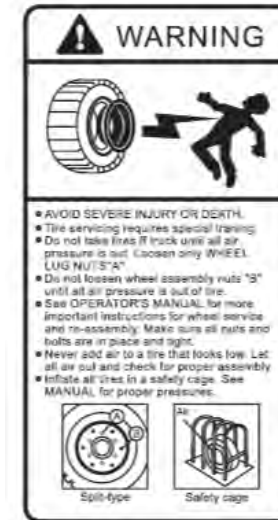 WARNING
• AVOID SEVERE INJURY OR DEATH.
• Tire servicing requires special training
• Do not take tires ff truck until all air
pressure is out. Loosen only WHEEL
LUG NUTS "A"
• Do not loosen wheel assembly nuts "B"
until all air pressure is out of tire.
• See OPERATOR'S MANUAL for more
important instructions for wheel service
and re-assembly. Make sure all nuts and
bolts are in place and tight.
• Never add air to a tire that looks low. Let
all air out and check for proper assembly
• Inflate all tires in a safety cage. See
MANUAL for proper pressures.
A
B
Air
Split-type
Safety cage